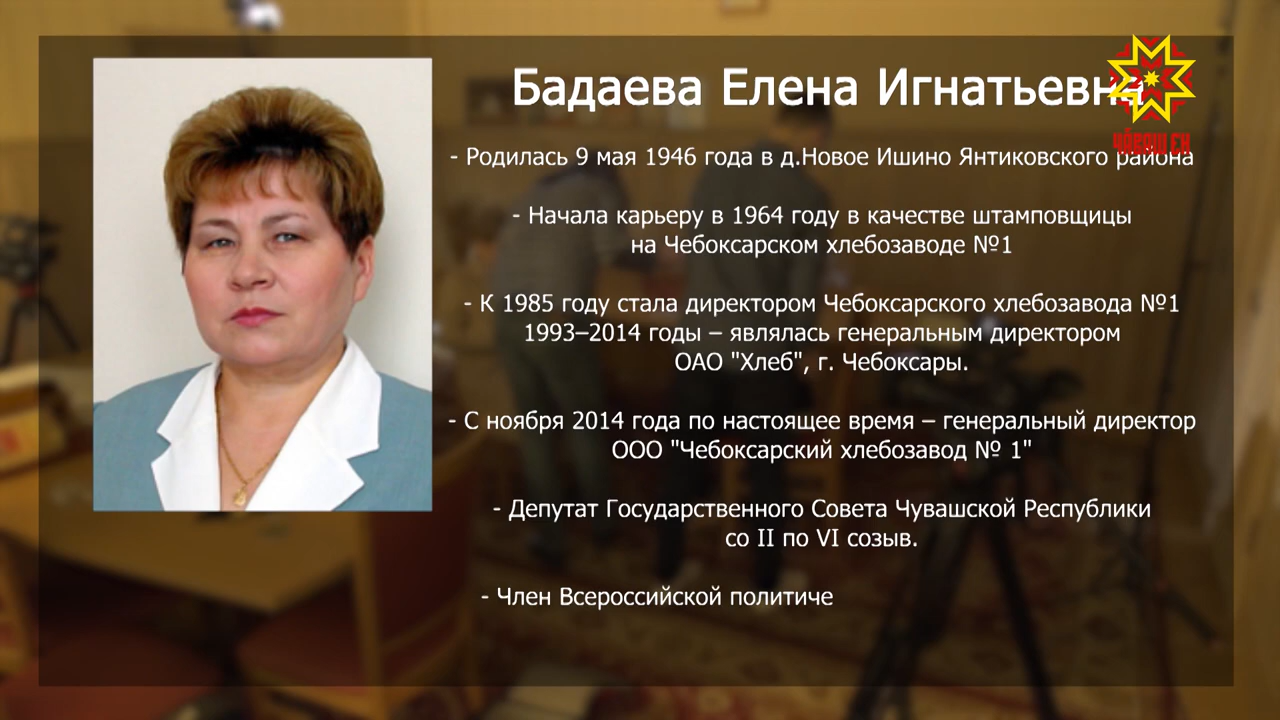 Бадаева Елена Игнатьевна
- Родилась 9 мая 1946 года в д.Новое Ишино Янтиковского района
- Начала карьеру в 1964 году в качестве штамповщицы
на Чебоксарском хлебозаводе №1
- К 1985 году стала директором Чебоксарского хлебозавода №1
1993–2014 годы – являлась генеральным директором
ОАО "Хлеб", г. Чебоксары.
- С ноября 2014 года по настоящее время – генеральный директор
ООО "Чебоксарский хлебозавод № 1"
- Депутат Государственного Совета Чувашской Республики
со II по VI созыв.
- Член Всероссийской политиче
ЧӐВАШ ЕН